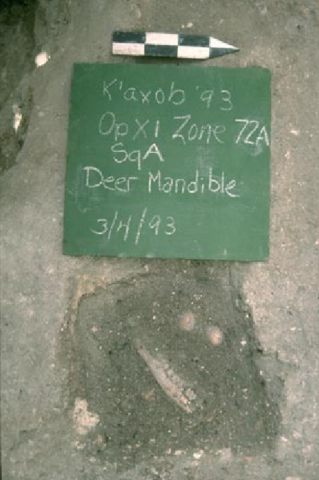 K'axob '93
Op XI Zone 72A
SqA
Deer Mandible
3/4/93